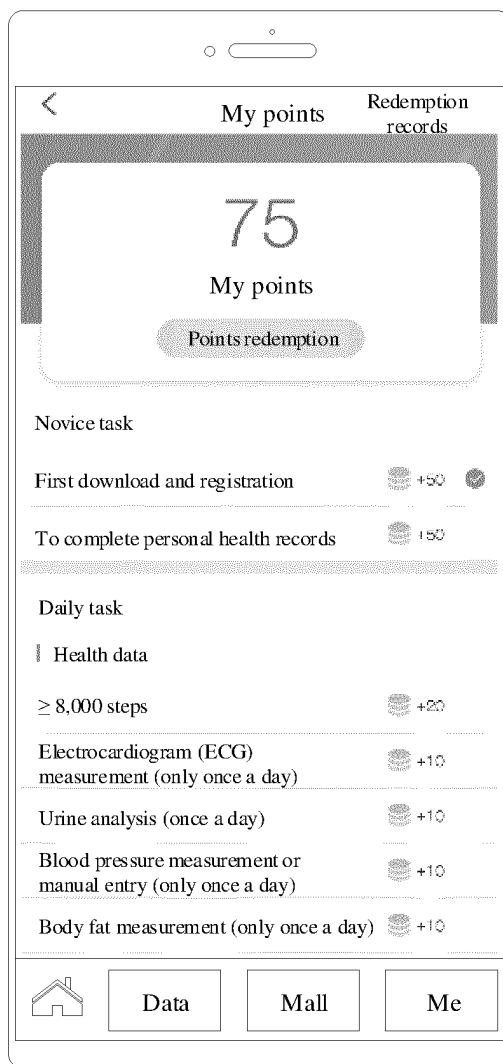 My points
Redemption
records
75
My points
Points redemption
Novice task
First download and registration +50
To complete personal health records +50
Daily task
Health data
≥ 8,000 steps +20
Electrocardiogram (ECG)
measurement (only once a day) +10
Urine analysis (once a day) +10
Blood pressure measurement or
manual entry (only once a day) +10
Body fat measurement (only once a day) +10
Data Mall Me